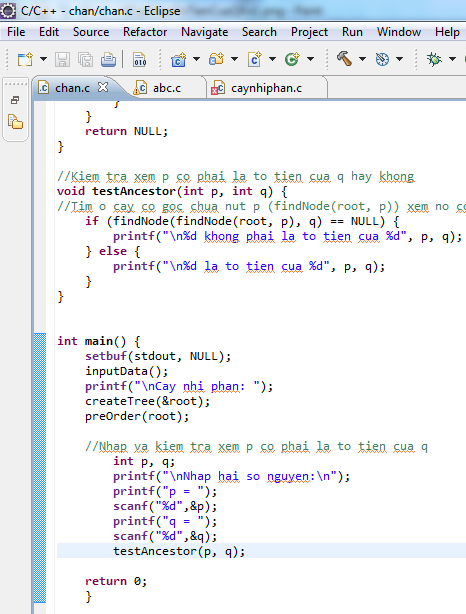 C/C++ - chan/chan.c - Eclipse
File Edit Source Refactor Navigate Search Project Run Window Help
chan.c abc.c caynhiphan.c
}
}
return NULL;
}
//Kiem tra xem p co phai la to tien cua q hay khong
void testAncestor(int p, int q) {
//Tim o cay co goc chua nut p (findNode(root, p)) xem no co
if (findNode(findNode(root, p), q) == NULL) {
printf("\n%d khong phai la to tien cua %d", p, q);
} else {
printf("\n%d la to tien cua %d", p, q);
}
}
int main() {
setbuf(stdout, NULL);
inputData();
printf("\nCay nhi phan: ");
createTree(&root);
preOrder(root);
//Nhap va kiem tra xem p co phai la to tien cua q
int p, q;
printf("\nNhap hai so nguyen:\n");
printf("p = ");
scanf("%d",&p);
printf("q = ");
scanf("%d",&q);
testAncestor(p, q);
return 0;
}